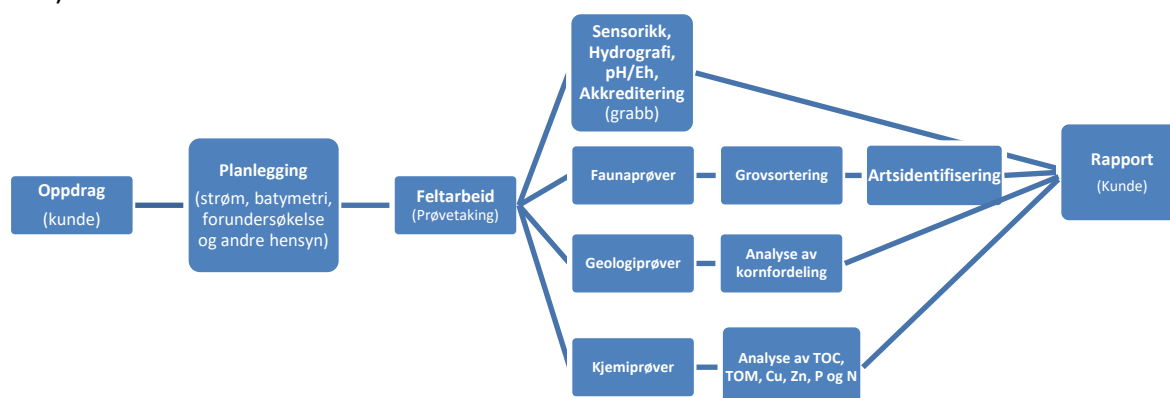 Oppdrag
(kunde)
Planlegging
(strøm, batymetri,
forundersøkelse
og andre hensyn)
Feltarbeid
(Prøvetaking)
Sensorikk,
Hydrografi,
pH/Eh,
Akkreditering
(grabb)
Faunaprøver
Grovsortering
Artsidentifisering
Geologiprøver
Analyse av
kornfordeling
Kjemiprøver
Analyse av TOC,
TOM, Cu, Zn, P og N
Rapport
(Kunde)